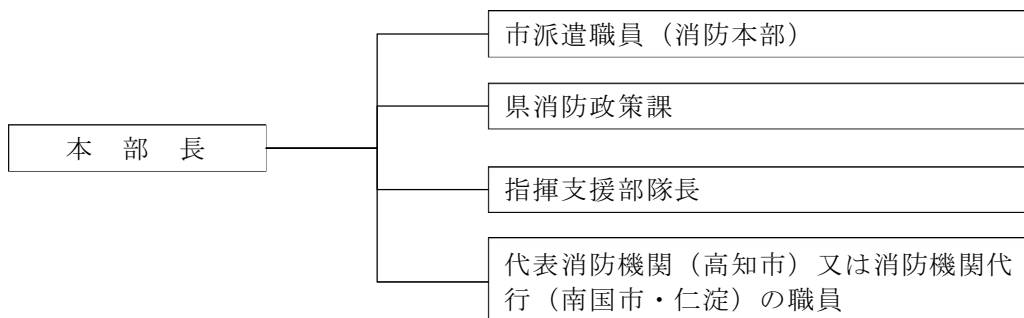 市派遣職員（消防本部）
県消防政策課
本　部　長
指揮支援部隊長
代表消防機関（高知市）又は消防機関代
行（南国市・仁淀）の職員